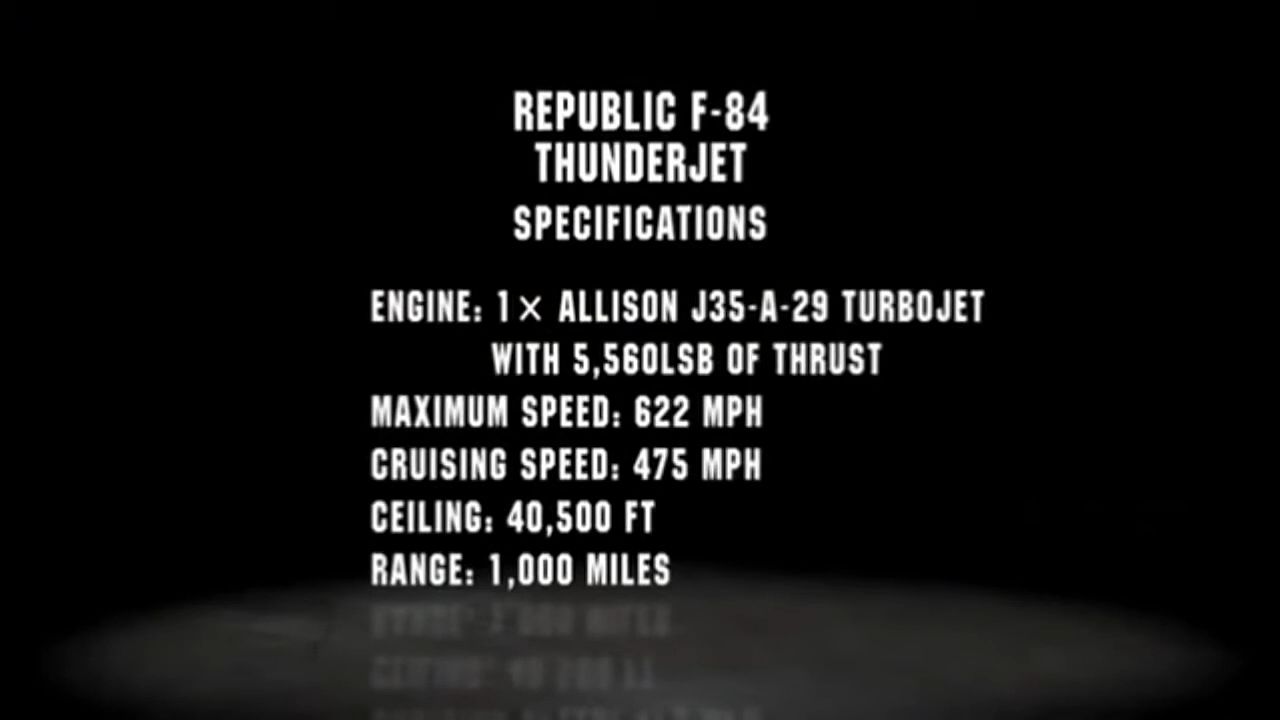 REPUBLIC F-84
THUNDERJET
SPECIFICATIONS
ENGINE: 1× ALLISON J35-A-29 TURBOJET
WITH 5,560LSB OF THRUST
MAXIMUM SPEED: 622 MPH
CRUISING SPEED: 475 MPH
CEILING: 40,500 FT
RANGE: 1,000 MILES